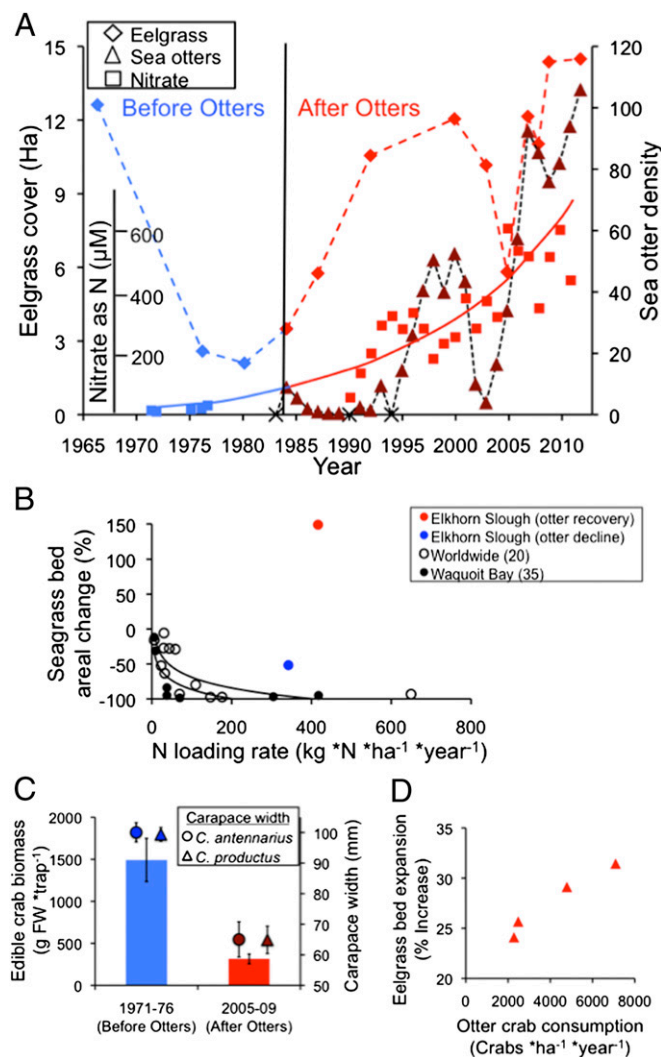 A
Eelgrass
Sea otters
Nitrate
Before Otters
After Otters
Eelgrass cover (Ha)
15
12
9
6
3
0
Nitrate as N (µM)
600
400
200
Sea otter density
120
100
80
60
40
20
0
1965 1970 1975 1980 1985 1990 1995 2000 2005 2010
Year
B
Seagrass bed
areal change (%)
150
100
50
0
-50
-100
0 200 400 600 800
N loading rate (kg *N *ha⁻¹ *year⁻¹)
Elkhorn Slough (otter recovery)
Elkhorn Slough (otter decline)
Worldwide (20)
Waquoit Bay (35)
C
Edible crab biomass
(g FW *trap⁻¹)
2000
1500
1000
500
0
Carapace width
C. antennarius
C. productus
Carapace width (mm)
100
90
80
70
60
50
1971-76
(Before Otters)
2005-09
(After Otters)
D
Eelgrass bed expansion
(% Increase)
35
30
25
20
0 2000 4000 6000 8000
Otter crab consumption
(Crabs *ha⁻¹ *year⁻¹)